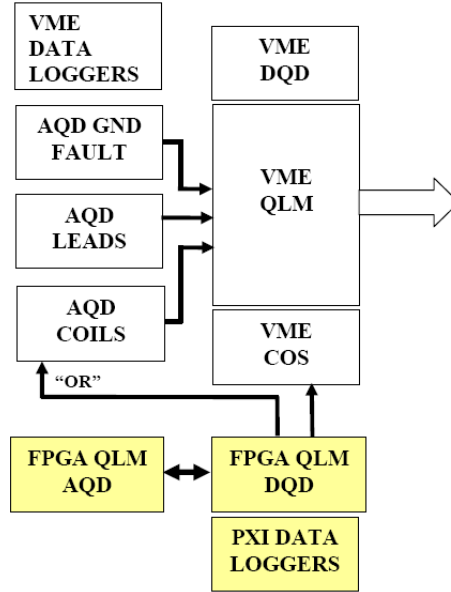 VME
DATA
LOGGERS
VME
DQD
AQD GND
FAULT
VME
QLM
AQD
LEADS
AQD
COILS
VME
COS
“OR”
FPGA QLM
AQD
FPGA QLM
DQD
PXI DATA
LOGGERS